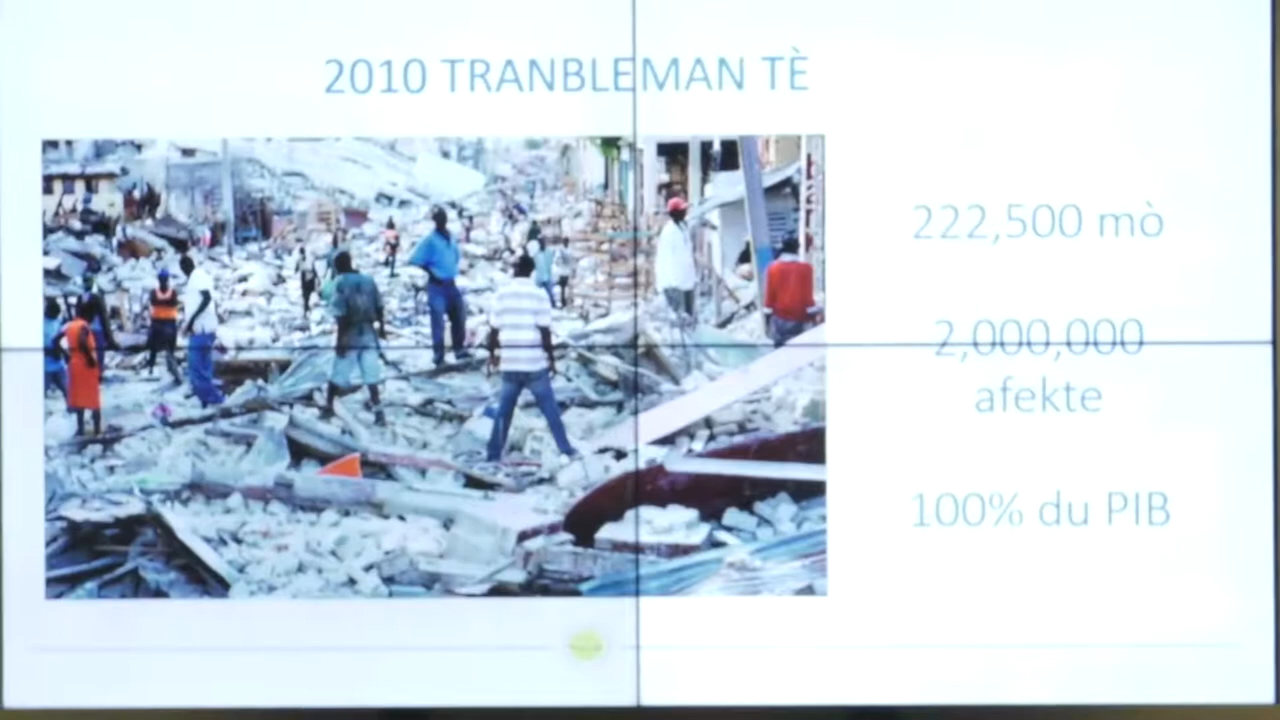 2010 TRANBLEMAN TÈ
222,500 mò
2,000,000
afekte
100% du PIB